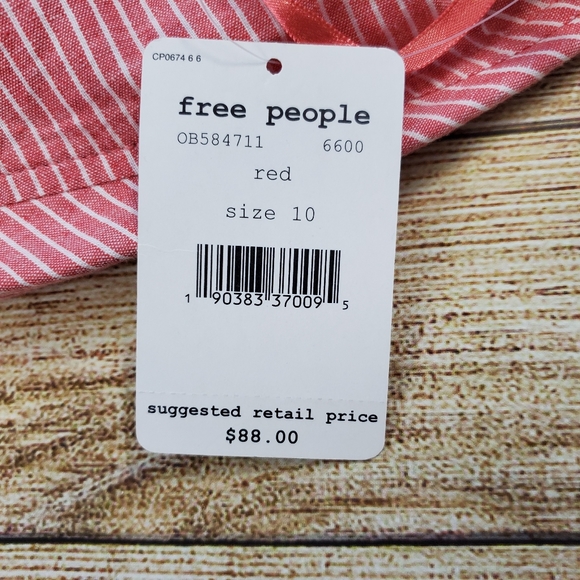 CP0674 6 6
free people
OB584711 6600
red
size 10
1 90383 37009 5
suggested retail price
$88.00